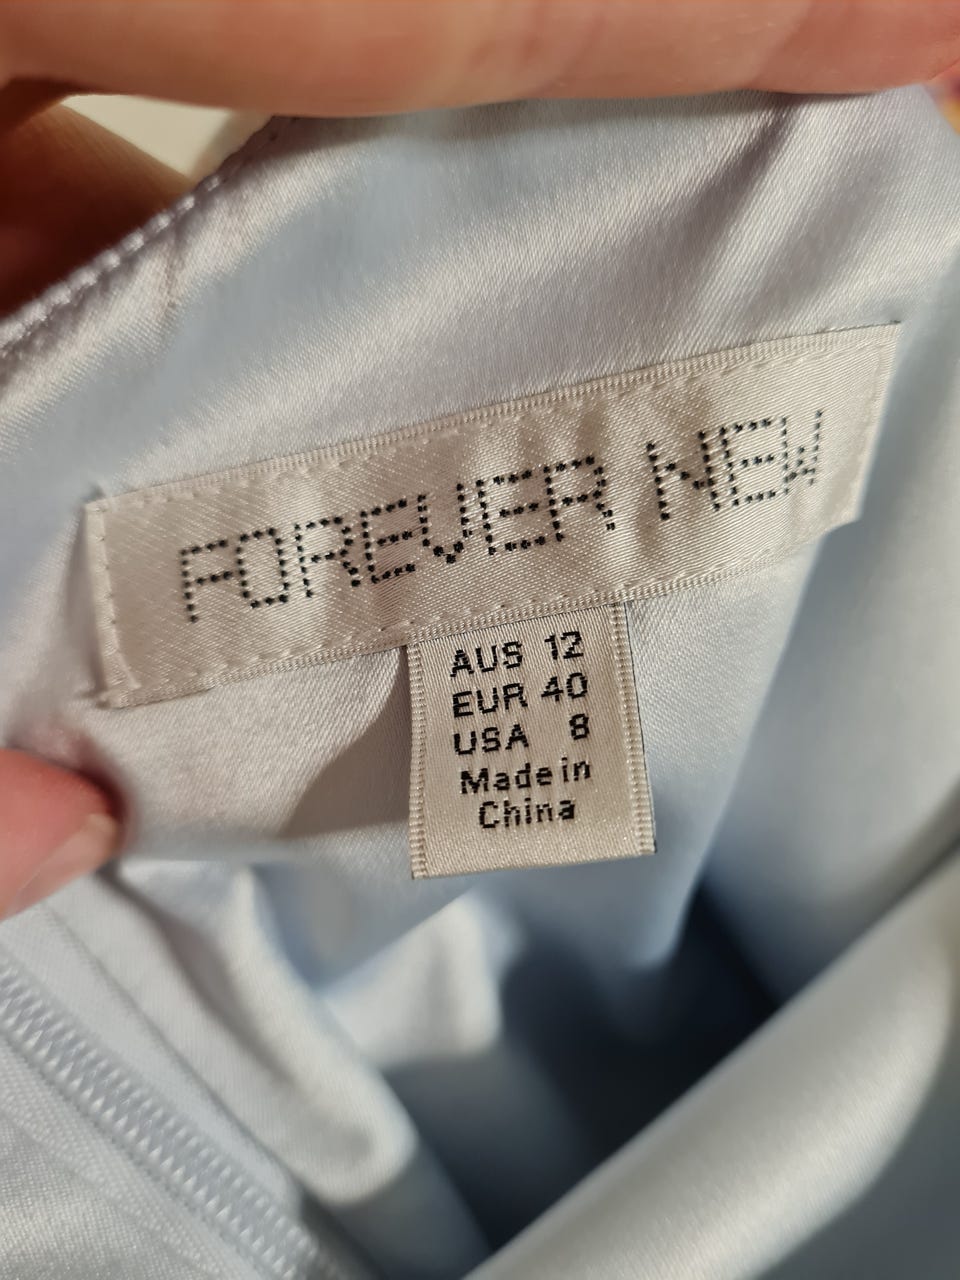 FOREVER NEW
AUS 12
EUR 40
USA 8
Made in
China